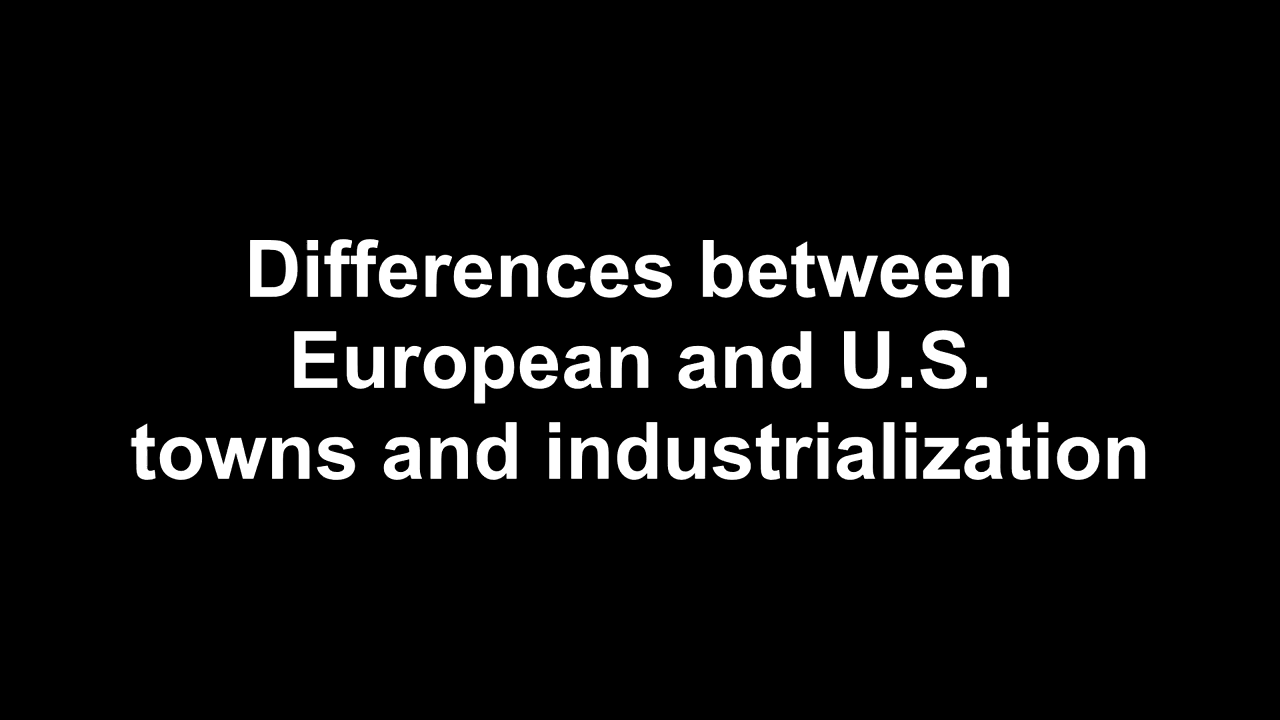 Differences between
European and U.S.
towns and industrialization